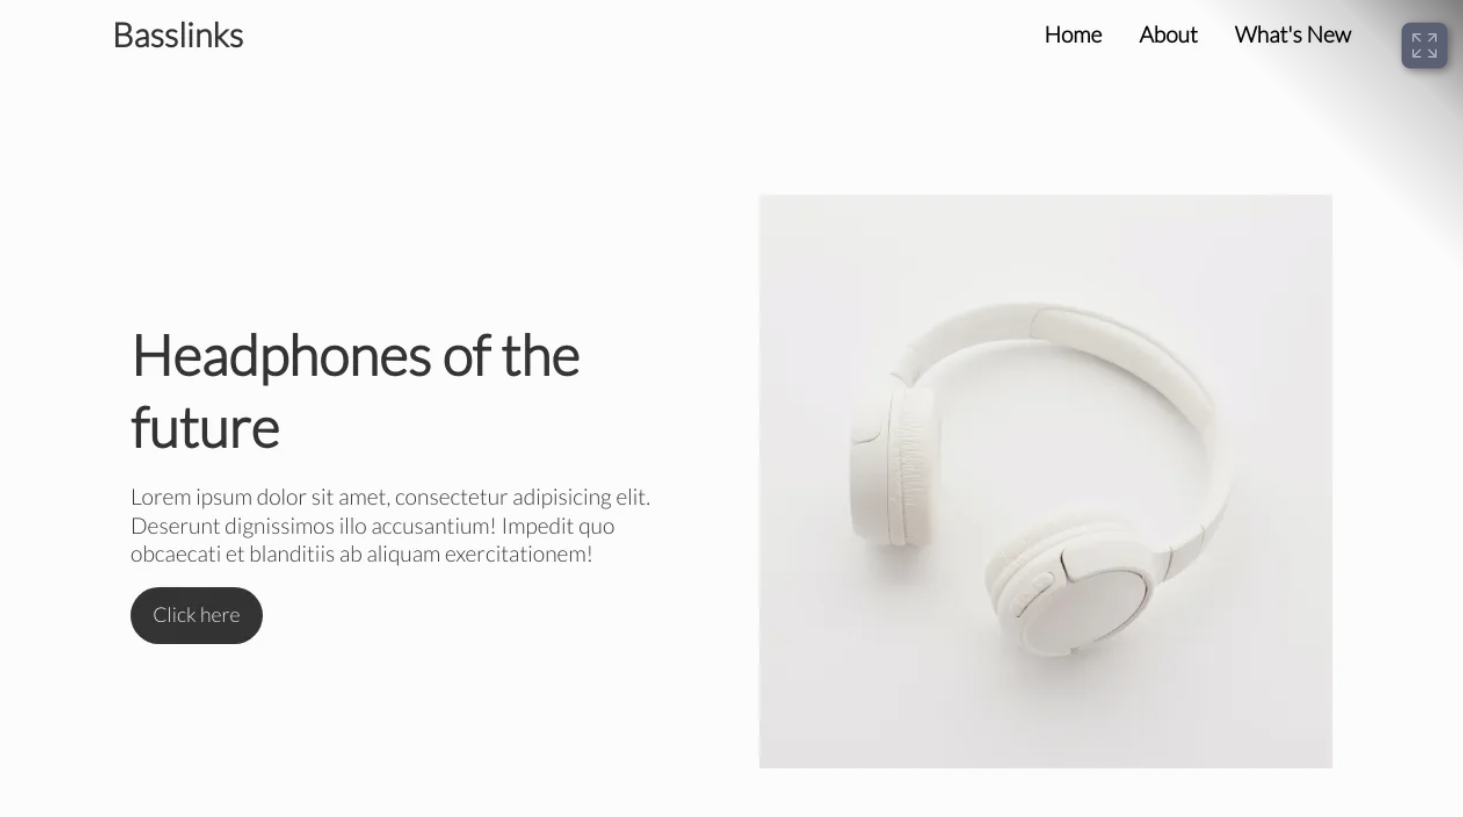 Basslinks
Home About What's New
Headphones of the
future
Lorem ipsum dolor sit amet, consectetur adipisicing elit.
Deserunt dignissimos illo accusantium! Impedit quo
obcaecati et blanditiis ab aliquam exercitationem!
Click here